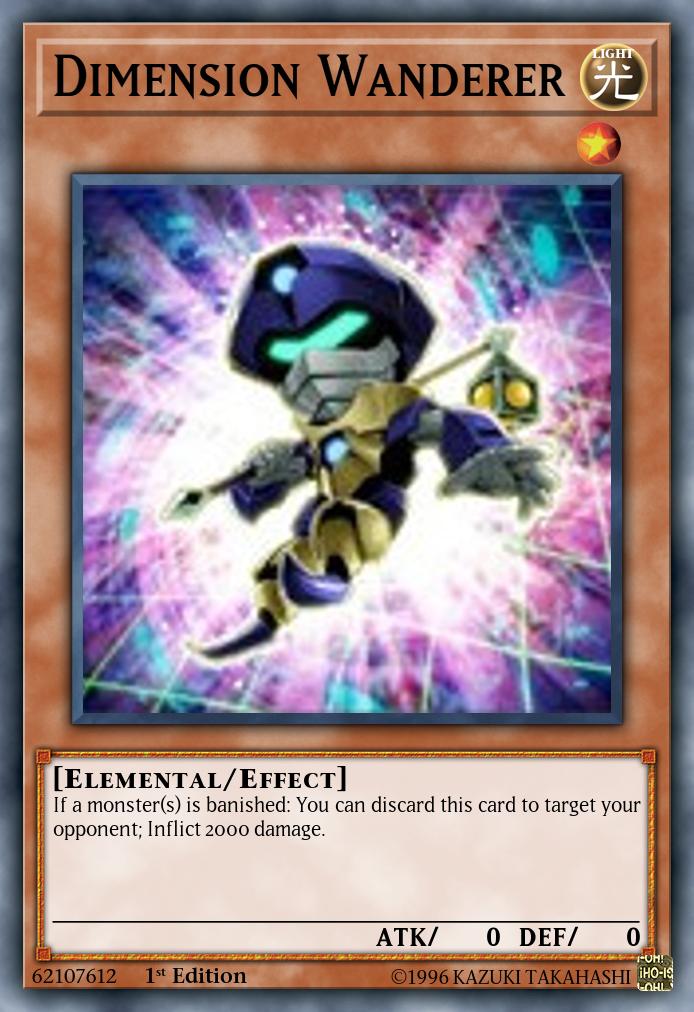 DIMENSION WANDERER
LIGHT
光
[ELEMENTAL/EFFECT]
If a monster(s) is banished: You can discard this card to target your
opponent; Inflict 2000 damage.
ATK/ 0 DEF/ 0
62107612 1st Edition ©1996 KAZUKI TAKAHASHI